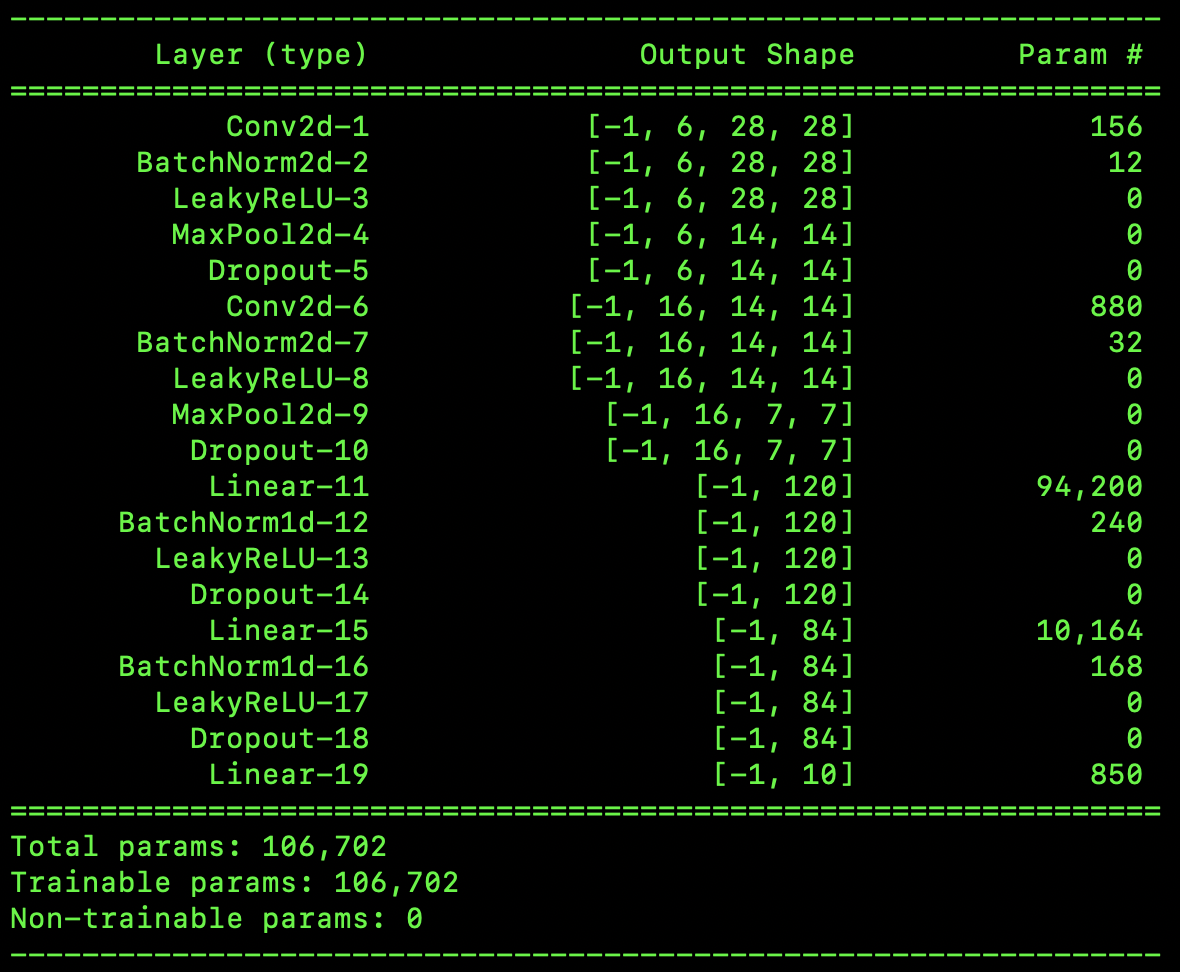 ----------------------------------------------------------------
        Layer (type)               Output Shape         Param #
================================================================
            Conv2d-1            [-1, 6, 28, 28]             156
       BatchNorm2d-2            [-1, 6, 28, 28]              12
         LeakyReLU-3            [-1, 6, 28, 28]               0
         MaxPool2d-4            [-1, 6, 14, 14]               0
           Dropout-5            [-1, 6, 14, 14]               0
            Conv2d-6           [-1, 16, 14, 14]             880
       BatchNorm2d-7           [-1, 16, 14, 14]              32
         LeakyReLU-8           [-1, 16, 14, 14]               0
         MaxPool2d-9             [-1, 16, 7, 7]               0
          Dropout-10             [-1, 16, 7, 7]               0
           Linear-11                  [-1, 120]          94,200
      BatchNorm1d-12                  [-1, 120]             240
        LeakyReLU-13                  [-1, 120]               0
          Dropout-14                  [-1, 120]               0
           Linear-15                   [-1, 84]          10,164
      BatchNorm1d-16                   [-1, 84]             168
        LeakyReLU-17                   [-1, 84]               0
          Dropout-18                   [-1, 84]               0
           Linear-19                   [-1, 10]             850
================================================================
Total params: 106,702
Trainable params: 106,702
Non-trainable params: 0
----------------------------------------------------------------